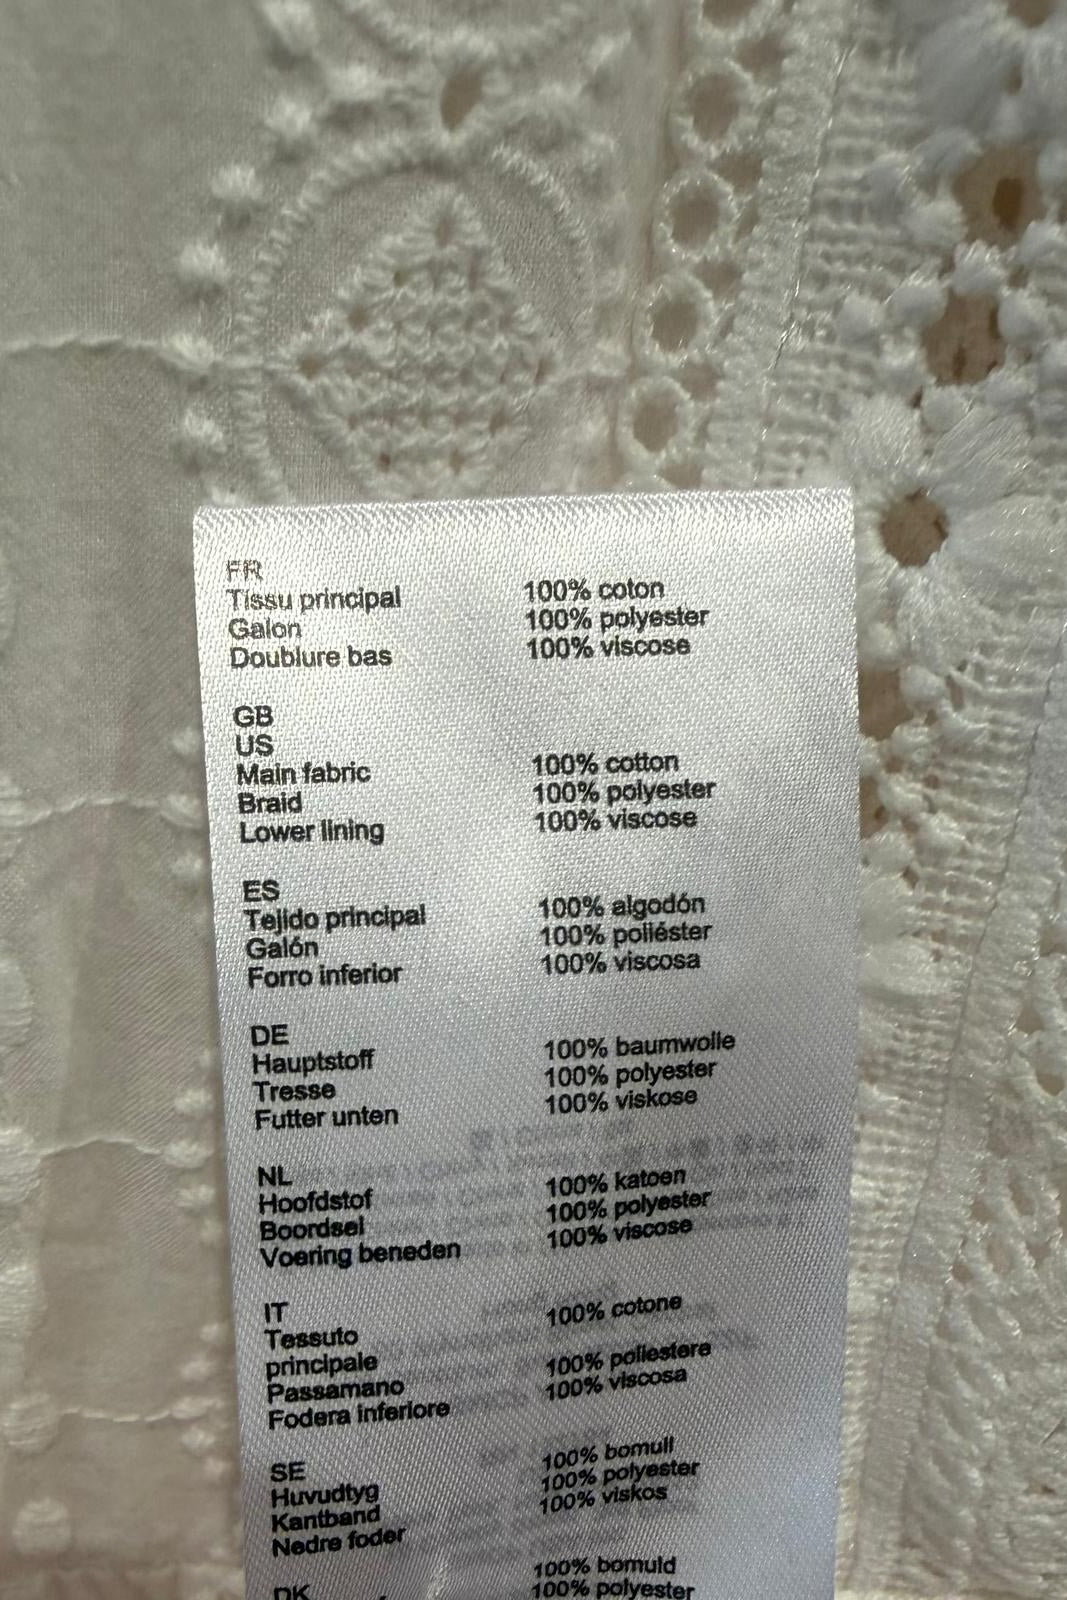 FR
Tissu principal 100% coton
Galon 100% polyester
Doublure bas 100% viscose
GB
US
Main fabric 100% cotton
Braid 100% polyester
Lower lining 100% viscose
ES
Tejido principal 100% algodón
Galón 100% poliéster
Forro inferior 100% viscosa
DE
Hauptstoff 100% baumwolle
Tresse 100% polyester
Futter unten 100% viskose
NL
Hoofdstof 100% katoen
Boordsel 100% polyester
Voering beneden 100% viscose
IT
Tessuto 100% cotone
principale
Passamano 100% poliestere
Fodera inferiore 100% viscosa
SE
Huvudtyg 100% bomull
Kantband 100% polyester
Nedre foder 100% viskos
DK
100% bomuld
100% polyester